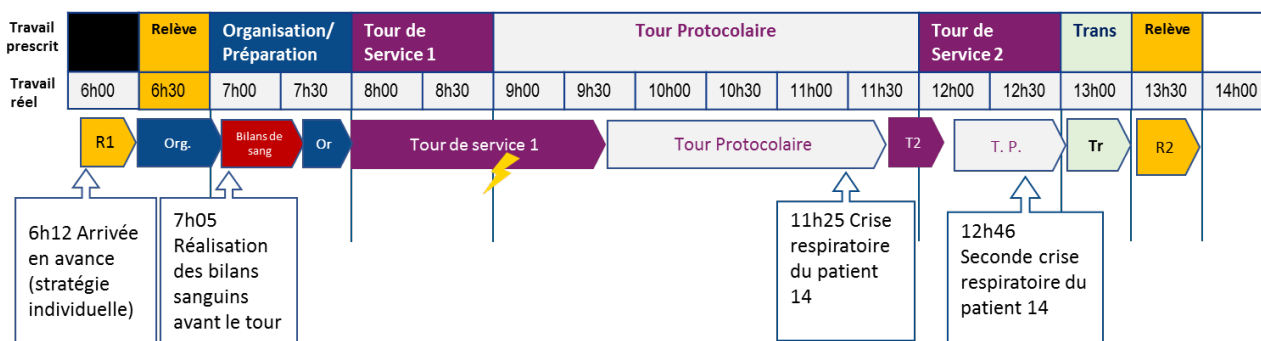 Travail
prescrit
Relève
Organisation/
Préparation
Tour de
Service 1
Tour Protocolaire
Tour de
Service 2
Trans
Relève
Travail
réel
6h00
6h30
7h00
7h30
8h00
8h30
9h00
9h30
10h00
10h30
11h00
11h30
12h00
12h30
13h00
13h30
14h00
R1
Org.
Bilans de
sang
Or
Tour de service 1
Tour Protocolaire
T2
T. P.
Tr
R2
6h12 Arrivée
en avance
(stratégie
individuelle)
7h05
Réalisation
des bilans
sanguins
avant le tour
11h25 Crise
respiratoire
du patient
14
12h46
Seconde crise
respiratoire du
patient 14